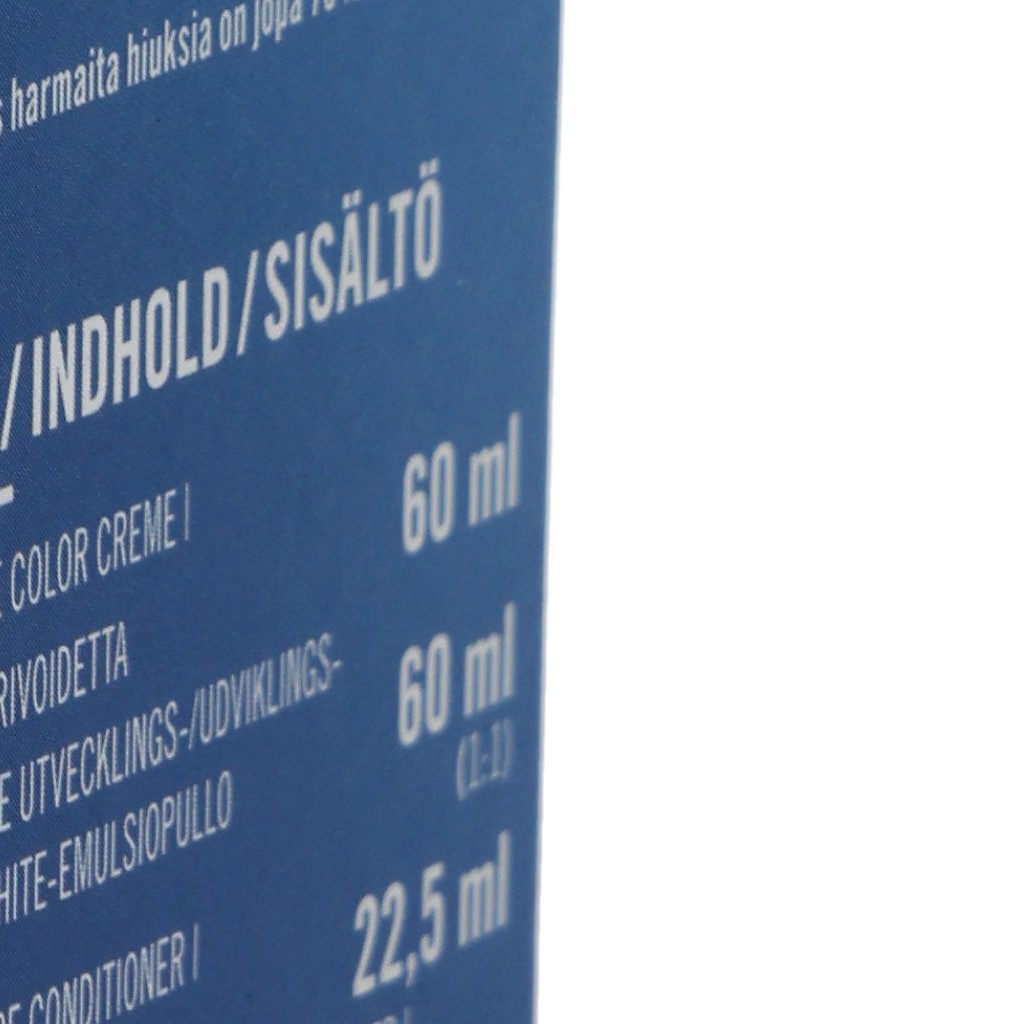 harmaita hiuksia on jopa
/INDHOLD/SISÄLTÖ
COLOR CREME | 60 ml
RIVOIDETTA
E UTVECKLINGS-/UDVIKLINGS- 60 ml
(1:1)
HITE-EMULSIOPULLO
CONDITIONER | 22,5 ml